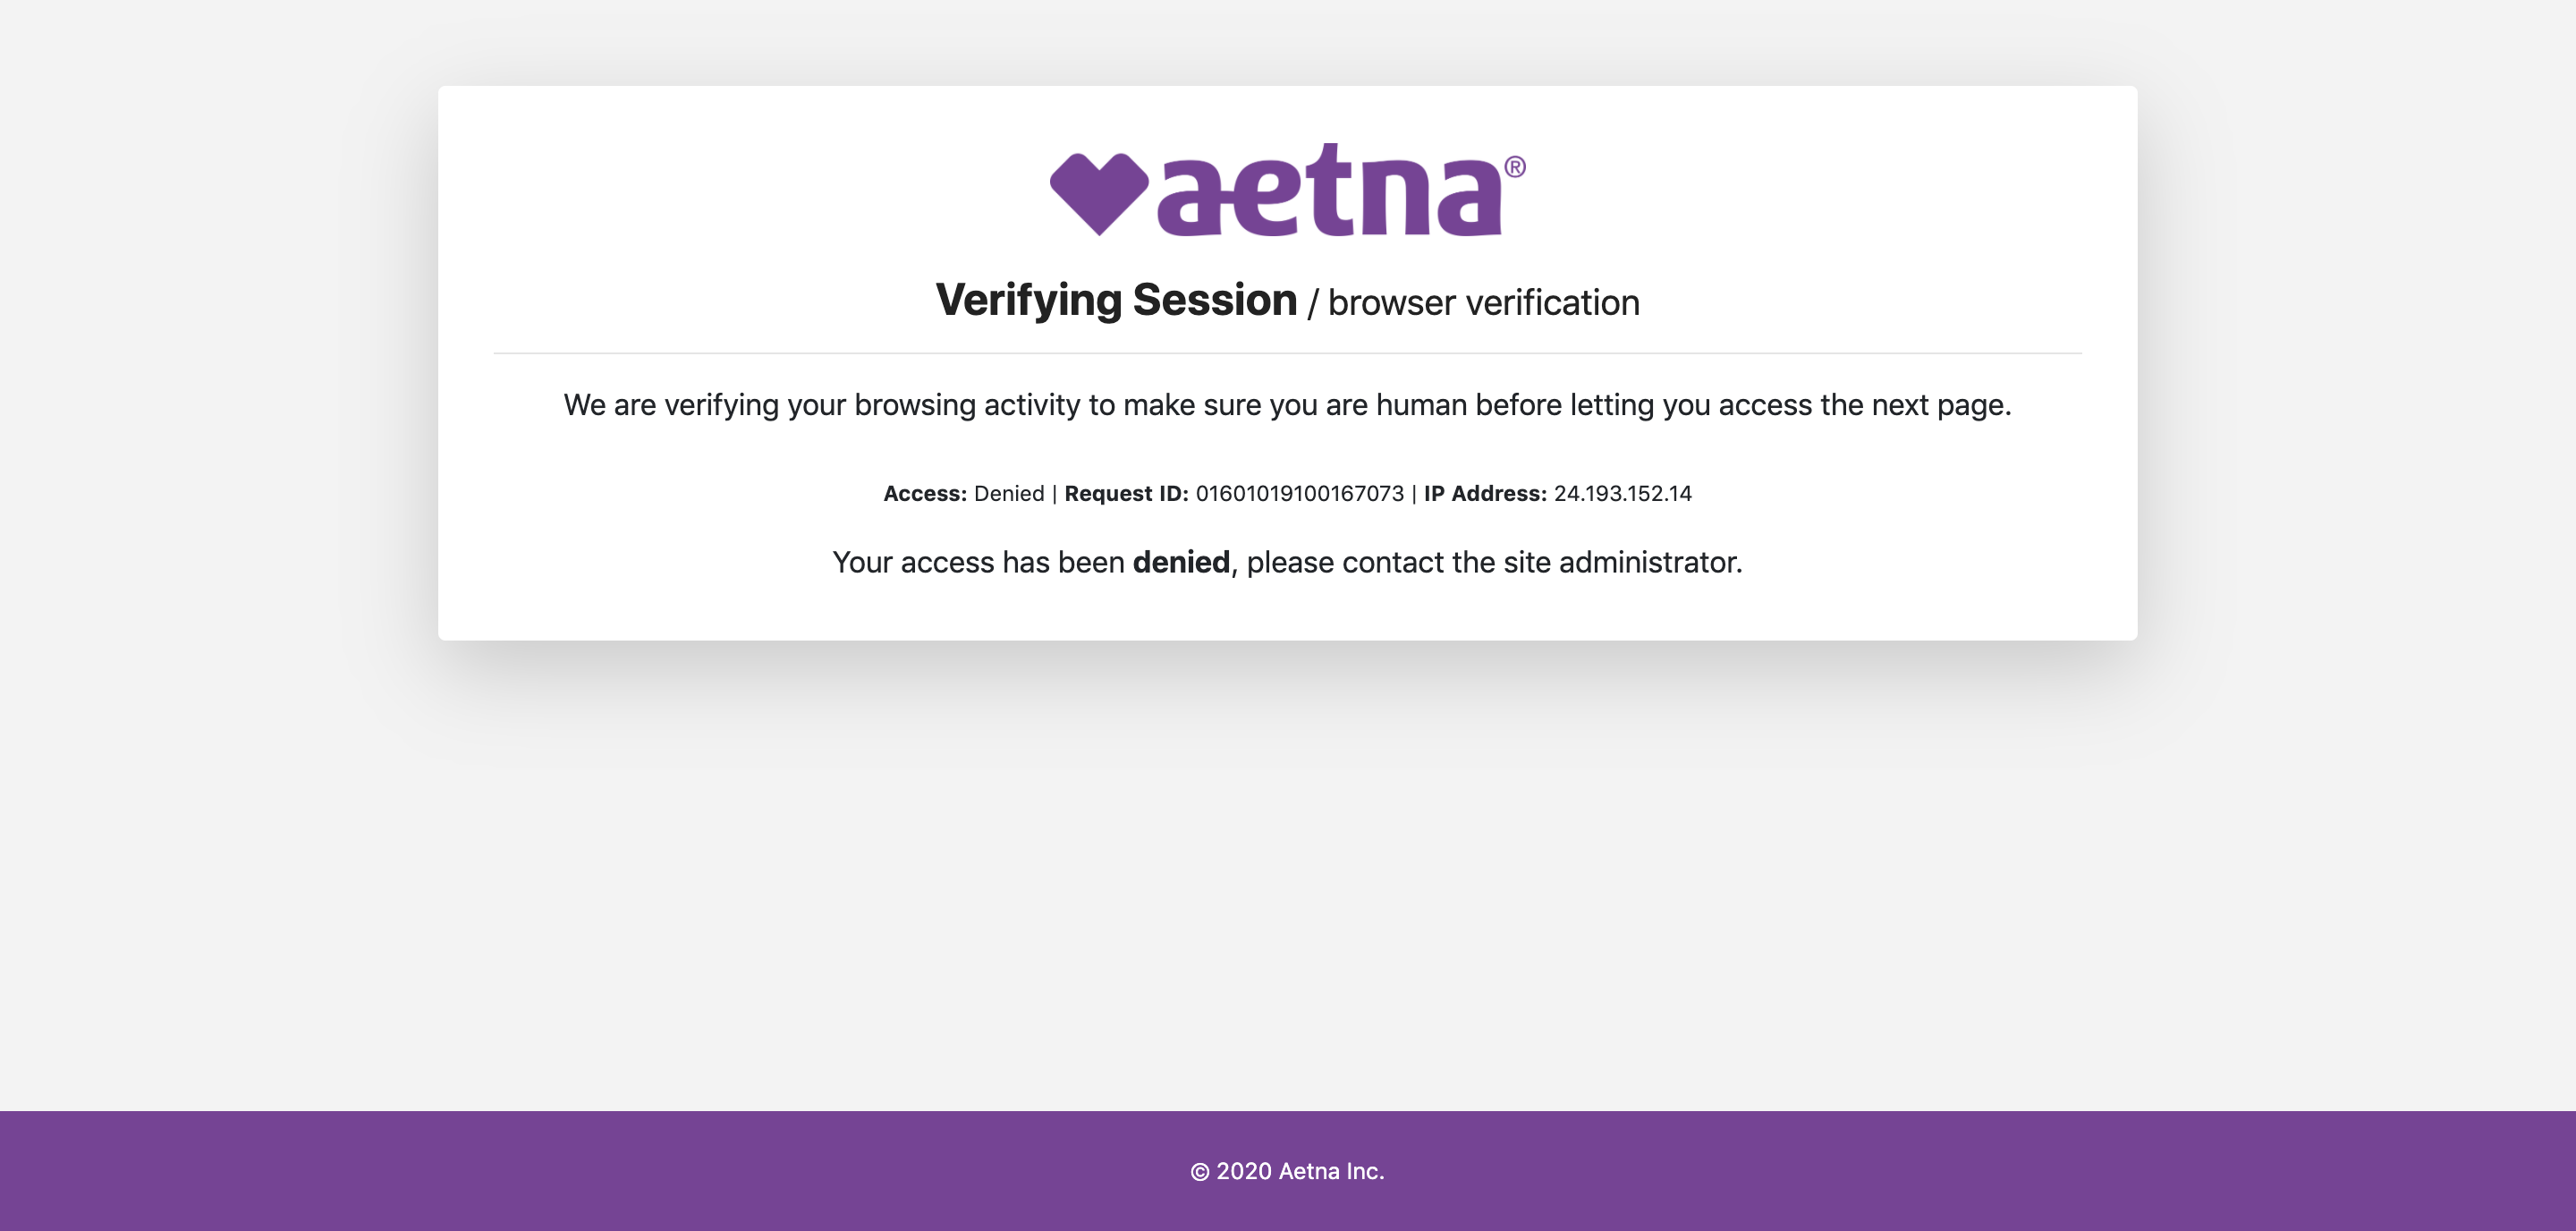 aetna®
Verifying Session / browser verification
We are verifying your browsing activity to make sure you are human before letting you access the next page.
Access: Denied | Request ID: 01601019100167073 | IP Address: 24.193.152.14
Your access has been denied, please contact the site administrator.
© 2020 Aetna Inc.